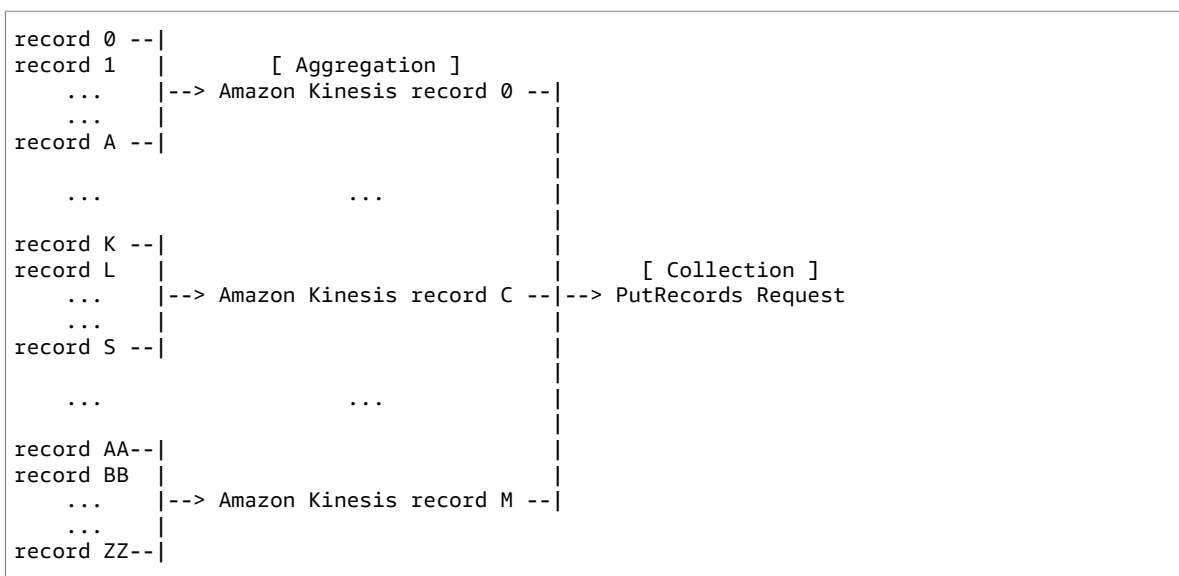 record 0 --|
record 1   |        [ Aggregation ]
    ...    |--> Amazon Kinesis record 0 --|
    ...    |                              |
record A --|                              |
                                          |
    ...                 ...               |
                                          |
record K --|                              |
record L   |                              |      [ Collection ]
    ...    |--> Amazon Kinesis record C --|--> PutRecords Request
    ...    |                              |
record S --|                              |
                                          |
    ...                 ...               |
                                          |
record AA--|                              |
record BB  |                              |
    ...    |--> Amazon Kinesis record M --|
    ...    |
record ZZ--|